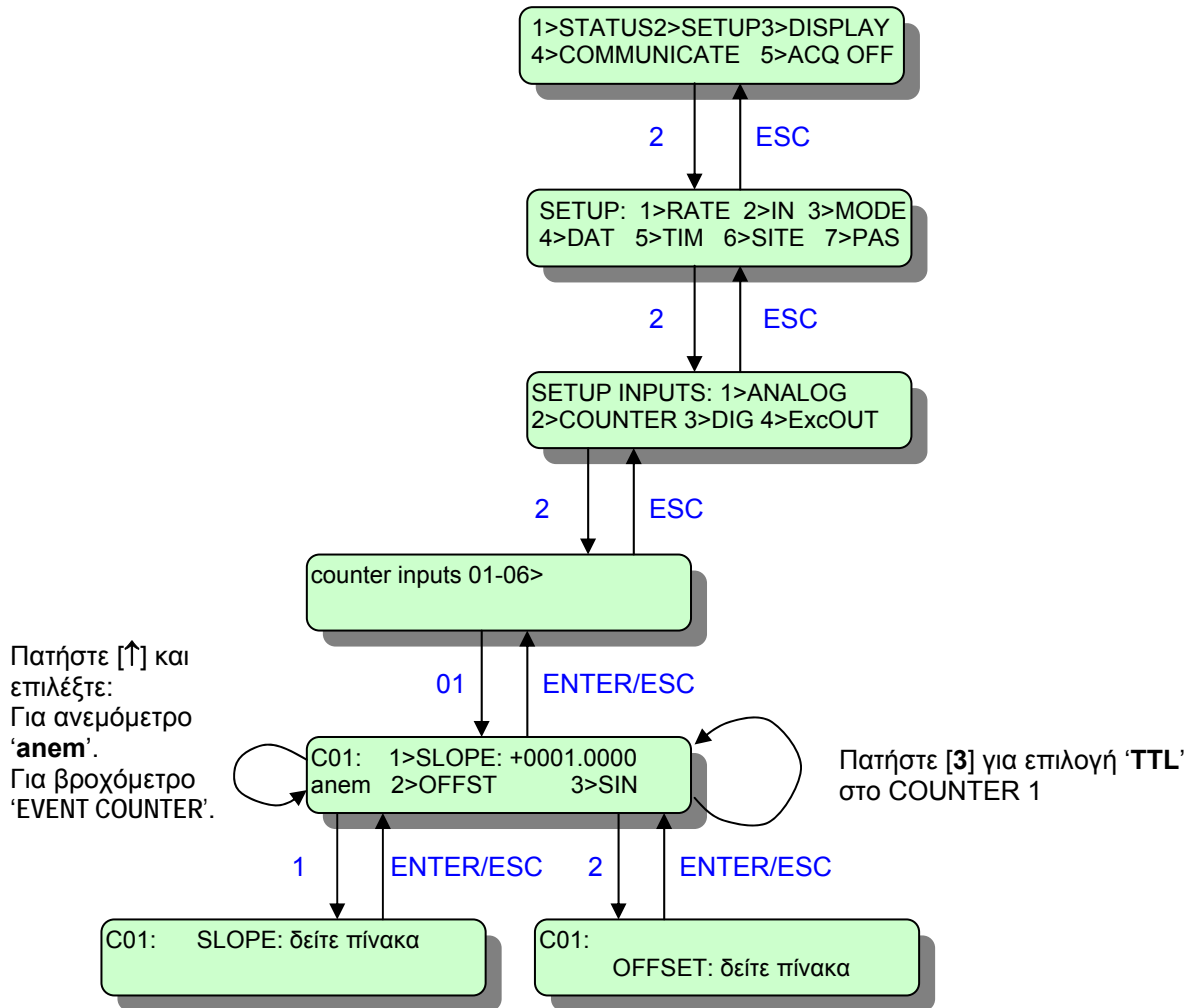 1>STATUS2>SETUP3>DISPLAY
4>COMMUNICATE 5>ACQ OFF
2
ESC
SETUP: 1>RATE 2>IN 3>MODE
4>DAT 5>TIM 6>SITE 7>PAS
2
ESC
SETUP INPUTS: 1>ANALOG
2>COUNTER 3>DIG 4>ExcOUT
2
ESC
counter inputs 01-06>
Πατήστε [↑] και
επιλέξτε:
Για ανεμόμετρο
‘anem’.
Για βροχόμετρο
‘EVENT COUNTER’.
01
ENTER/ESC
C01: 1>SLOPE: +0001.0000
anem 2>OFFST 3>SIN
Πατήστε [3] για επιλογή ‘TTL’
στο COUNTER 1
1
ENTER/ESC
2
ENTER/ESC
C01: SLOPE: δείτε πίνακα
C01:
OFFSET: δείτε πίνακα